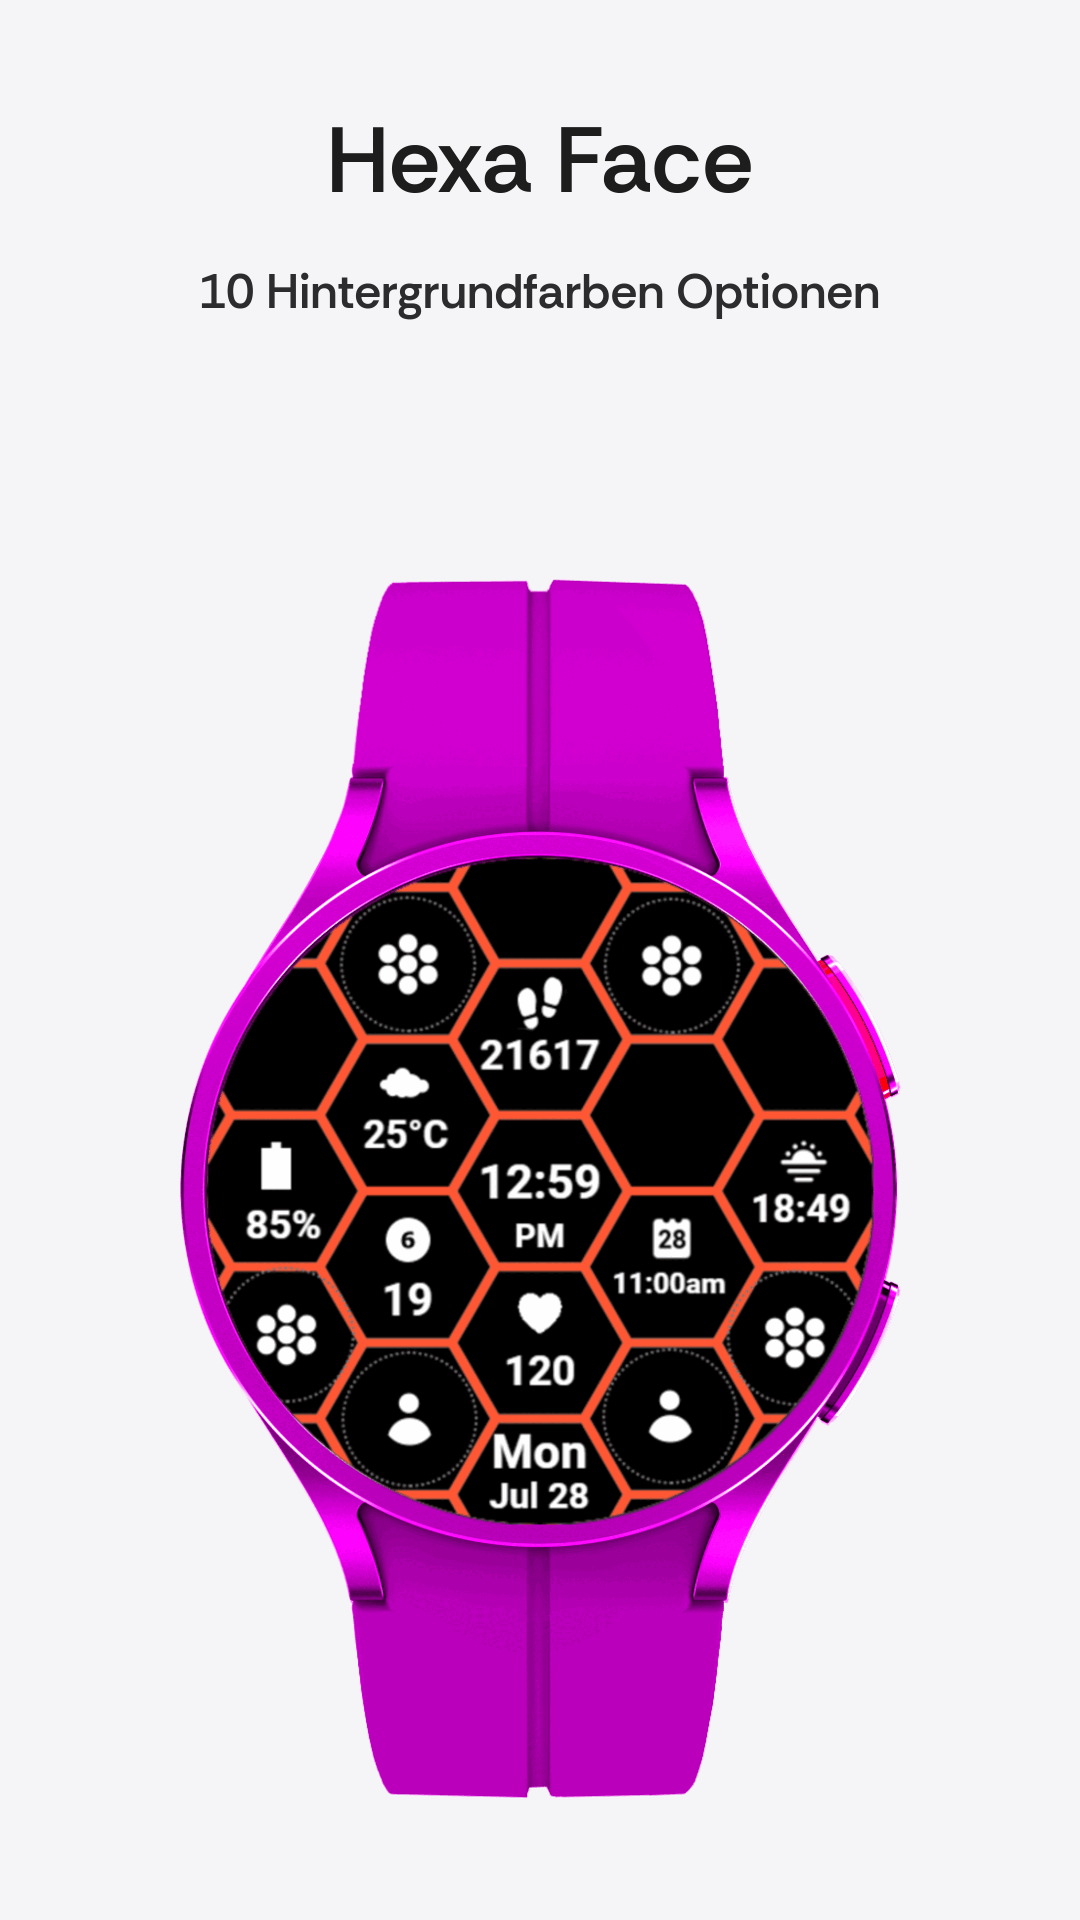 Hexa Face
10 Hintergrundfarben Optionen
21617
25°C
12:59
PM
85%
18:49
6
19
28
11:00am
120
Mon
Jul 28